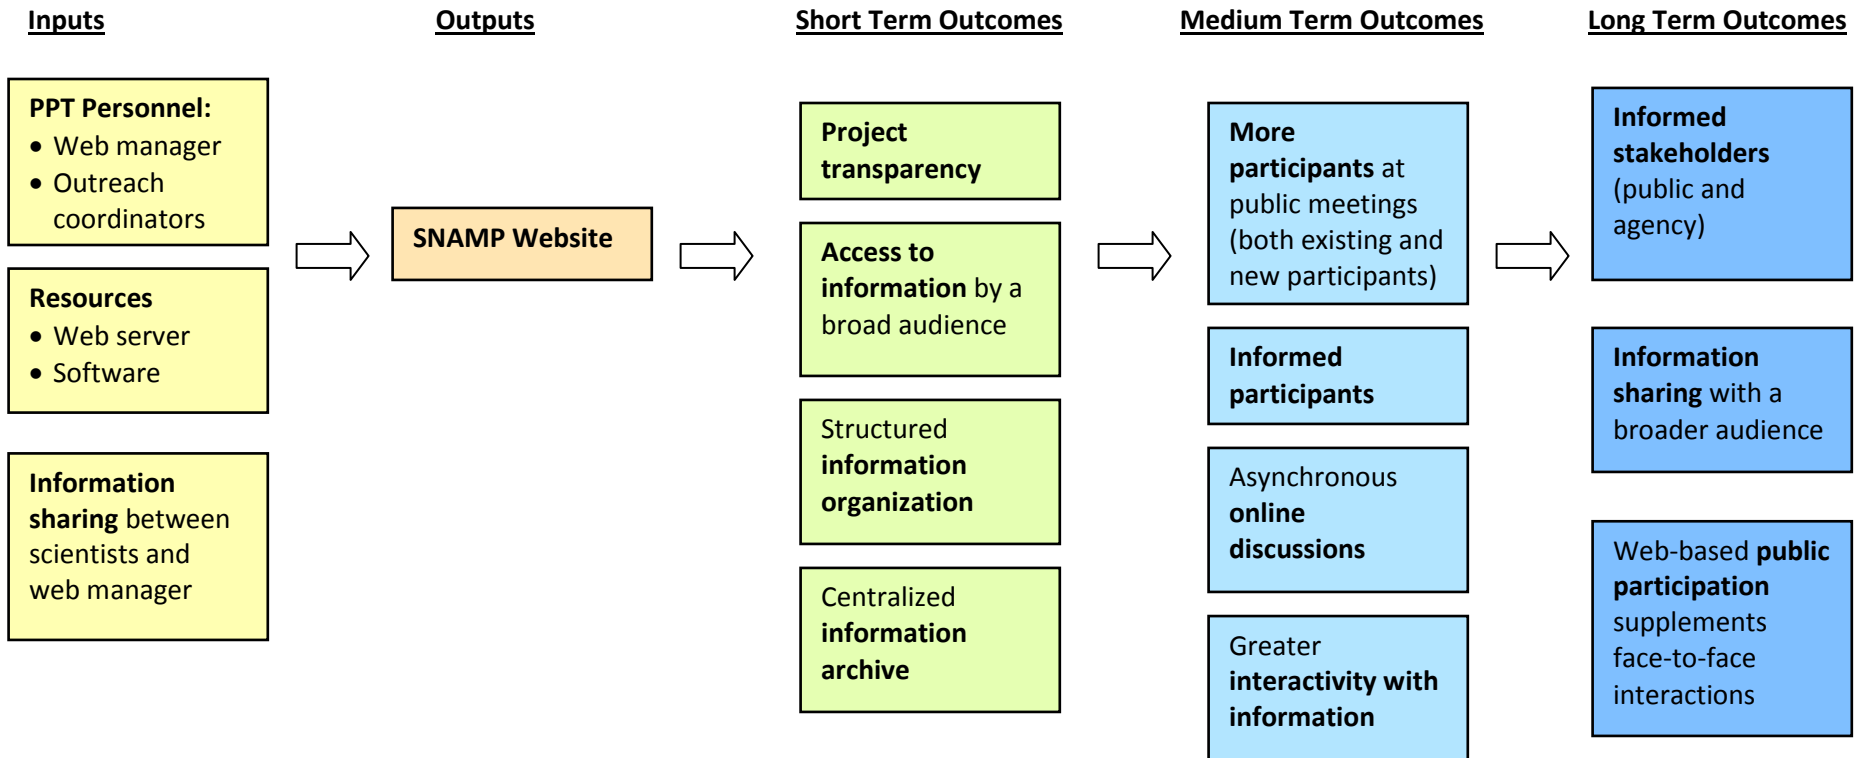 Inputs
Outputs
Short Term Outcomes
Medium Term Outcomes
Long Term Outcomes
PPT Personnel:
• Web manager
• Outreach
coordinators
Resources
• Web server
• Software
Information
sharing between
scientists and
web manager
SNAMP Website
Project
transparency
Access to
information by a
broad audience
Structured
information
organization
Centralized
information
archive
More
participants at
public meetings
(both existing and
new participants)
Informed
participants
Asynchronous
online
discussions
Greater
interactivity with
information
Informed
stakeholders
(public and
agency)
Information
sharing with a
broader audience
Web-based public
participation
supplements
face-to-face
interactions